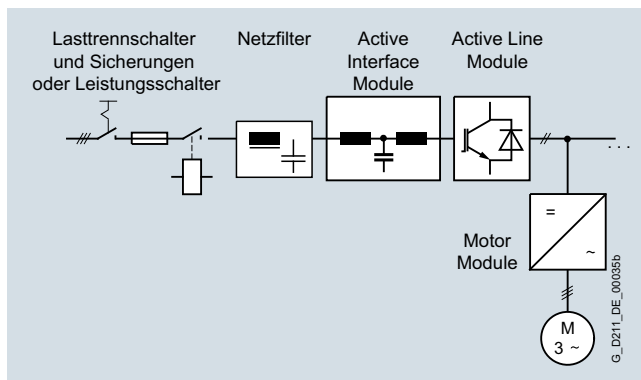 Lasttrennschalter
und Sicherungen
oder Leistungsschalter
Netzfilter
Active
Interface
Module
Active Line
Module
. . .
=
~
Motor
Module
M
3 ~
G_D211_DE_00035b